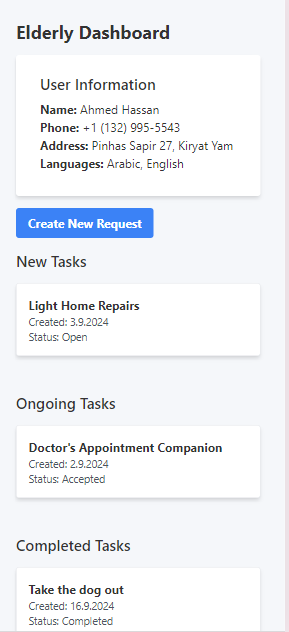 Elderly Dashboard
User Information
Name: Ahmed Hassan
Phone: +1 (132) 995-5543
Address: Pinhas Sapir 27, Kiryat Yam
Languages: Arabic, English
Create New Request
New Tasks
Light Home Repairs
Created: 3.9.2024
Status: Open
Ongoing Tasks
Doctor's Appointment Companion
Created: 2.9.2024
Status: Accepted
Completed Tasks
Take the dog out
Created: 16.9.2024
Status: Completed